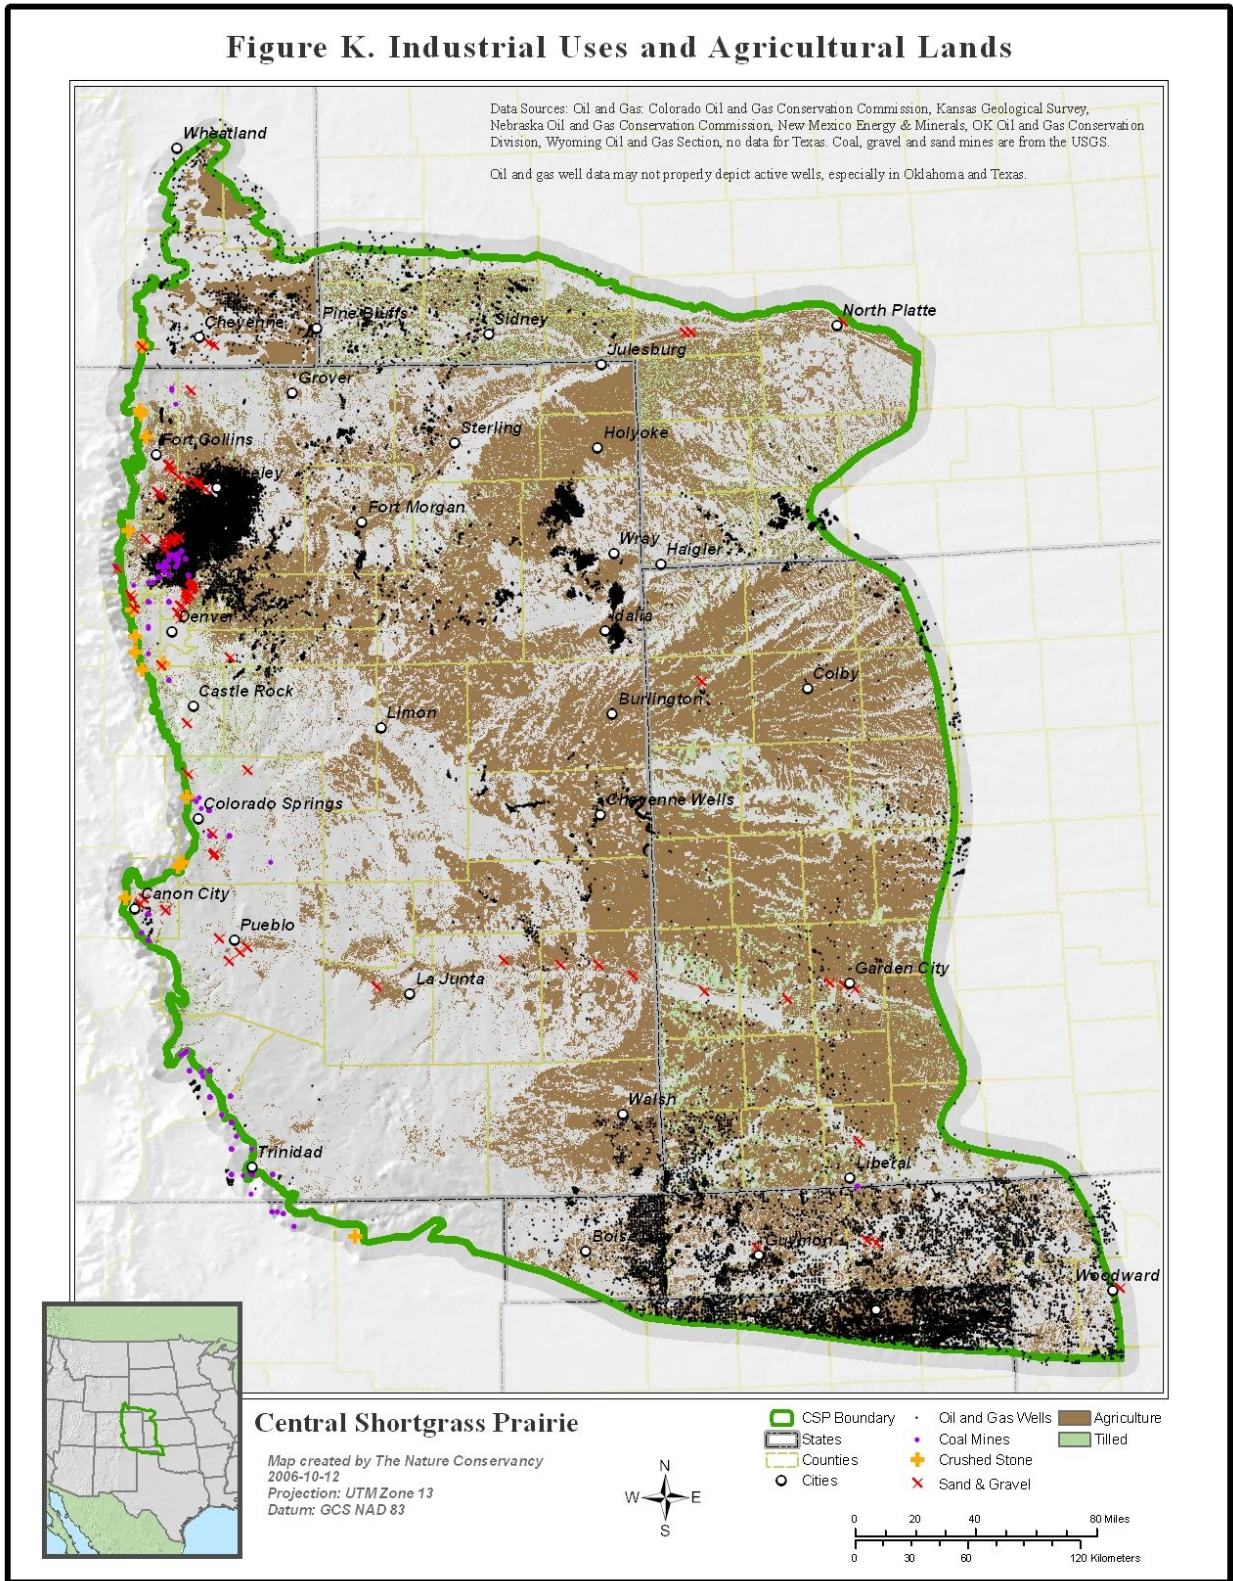 Figure K. Industrial Uses and Agricultural Lands
Data Sources: Oil and Gas: Colorado Oil and Gas Conservation Commission, Kansas Geological Survey,
Nebraska Oil and Gas Conservation Commission, New Mexico Energy & Minerals, OK Oil and Gas Conservation
Division, Wyoming Oil and Gas Section, no data for Texas. Coal, gravel and sand mines are from the USGS.
Oil and gas well data may not properly depict active wells, especially in Oklahoma and Texas.
Wheatland
North Platte
Pine Bluffs
Cheyenne
Sidney
Julesburg
Grover
Sterling
Holyoke
Fort Collins
Fort Morgan
Wray
Haigler
Idalia
Denver
Colby
Castle Rock
Burlington
Limon
Colorado Springs
Cheyenne Wells
Canon City
Pueblo
Garden City
La Junta
Walsh
Trinidad
Liberal
Guymon
Woodward
Central Shortgrass Prairie
Map created by The Nature Conservancy
2006-10-12
Projection: UTM Zone 13
Datum: GCS NAD 83
N
W E
S
CSP Boundary
States
Counties
Cities
Oil and Gas Wells
Coal Mines
Crushed Stone
Sand & Gravel
Agriculture
Tilled
0 20 40 80 Miles
0 30 60 120 Kilometers